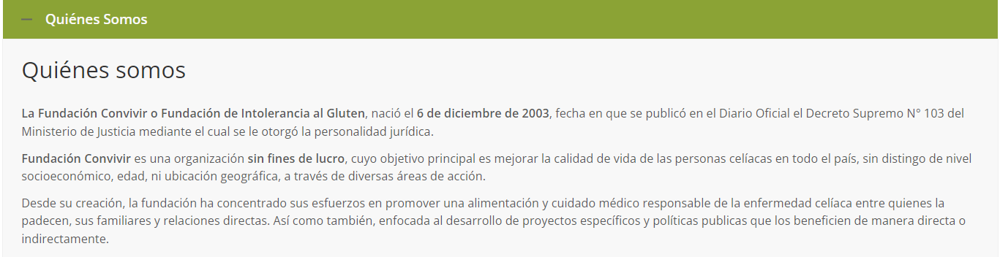 Quiénes Somos
Quiénes somos
La Fundación Convivir o Fundación de Intolerancia al Gluten, nació el 6 de diciembre de 2003, fecha en que se publicó en el Diario Oficial el Decreto Supremo N° 103 del
Ministerio de Justicia mediante el cual se le otorgó la personalidad jurídica.
Fundación Convivir es una organización sin fines de lucro, cuyo objetivo principal es mejorar la calidad de vida de las personas celíacas en todo el país, sin distingo de nivel
socioeconómico, edad, ni ubicación geográfica, a través de diversas áreas de acción.
Desde su creación, la fundación ha concentrado sus esfuerzos en promover una alimentación y cuidado médico responsable de la enfermedad celíaca entre quienes la
padecen, sus familiares y relaciones directas. Así como también, enfocada al desarrollo de proyectos específicos y políticas publicas que los beneficien de manera directa o
indirectamente.